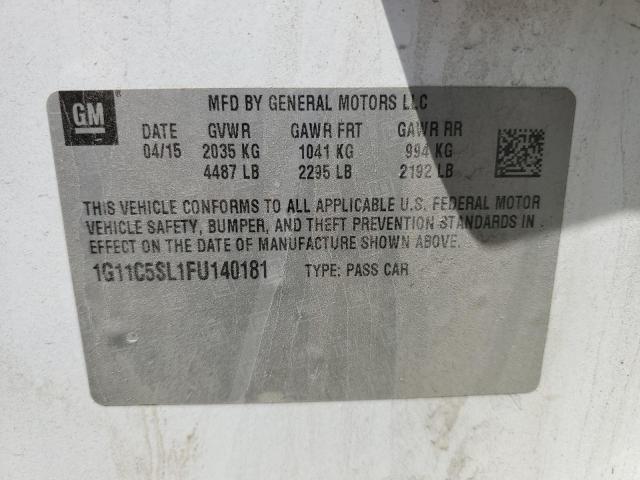 GM
MFD BY GENERAL MOTORS LLC
DATE GVWR GAWR FRT GAWR RR
04/15 2035 KG 1041 KG 994 KG
4487 LB 2295 LB 2192 LB
THIS VEHICLE CONFORMS TO ALL APPLICABLE U.S. FEDERAL MOTOR
VEHICLE SAFETY, BUMPER, AND THEFT PREVENTION STANDARDS IN
EFFECT ON THE DATE OF MANUFACTURE SHOWN ABOVE.
1G11C5SL1FU140181 TYPE: PASS CAR